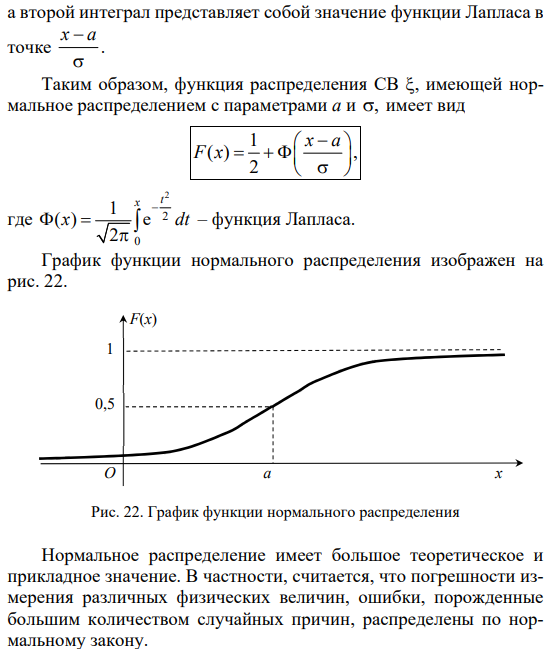 а второй интеграл представляет собой значение функции Лапласа в
точке (x − a)/σ.
Таким образом, функция распределения СВ ξ, имеющей нор-
мальное распределением с параметрами a и σ, имеет вид
F(x) = 1/2 + Φ((x − a)/σ),
где Φ(x) = 1/√(2π) ∫₀ˣ e^(−t²/2) dt – функция Лапласа.
График функции нормального распределения изображен на
рис. 22.
F(x)
1
0,5
O a x
Рис. 22. График функции нормального распределения
Нормальное распределение имеет большое теоретическое и
прикладное значение. В частности, считается, что погрешности из-
мерения различных физических величин, ошибки, порожденные
большим количеством случайных причин, распределены по нор-
мальному закону.